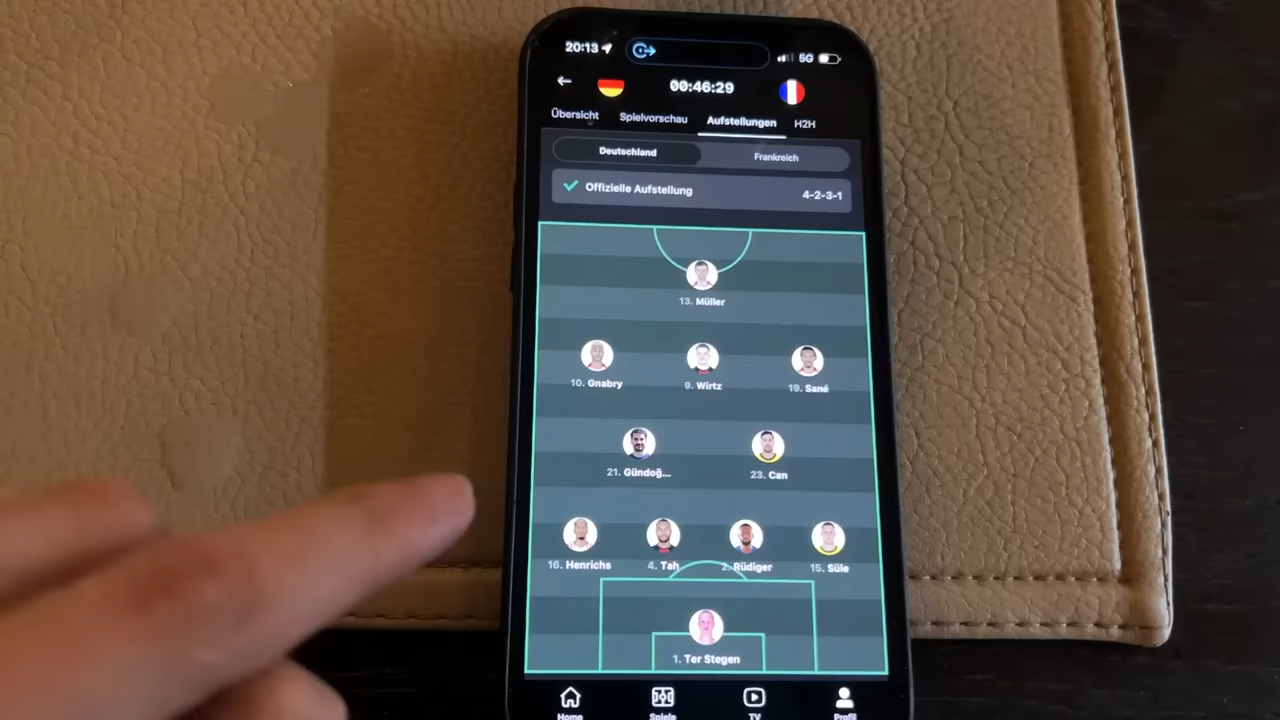 20:13 5G
00:46:29
Übersicht Spielvorschau Aufstellungen H2H
Deutschland Frankreich
Offizielle Aufstellung 4-2-3-1
13. Müller
10. Gnabry 9. Wirtz 19. Sané
21. Gündoğ... 23. Can
16. Henrichs 4. Tah 2. Rüdiger 15. Süle
1. Ter Stegen
Home Spiele TV Profil